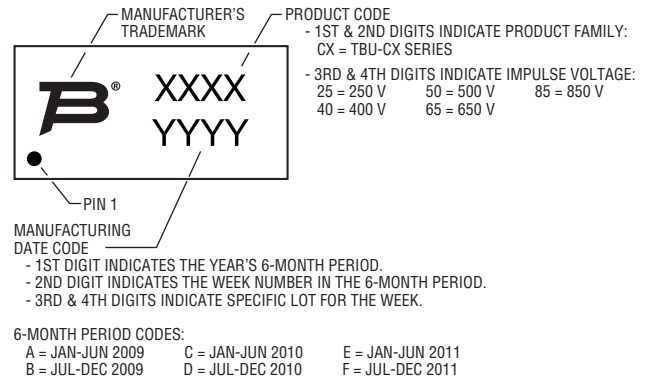 MANUFACTURER'S
TRADEMARK
PRODUCT CODE
- 1ST & 2ND DIGITS INDICATE PRODUCT FAMILY:
CX = TBU-CX SERIES
- 3RD & 4TH DIGITS INDICATE IMPULSE VOLTAGE:
25 = 250 V 50 = 500 V 85 = 850 V
40 = 400 V 65 = 650 V
®
XXXX
YYYY
PIN 1
MANUFACTURING
DATE CODE
- 1ST DIGIT INDICATES THE YEAR'S 6-MONTH PERIOD.
- 2ND DIGIT INDICATES THE WEEK NUMBER IN THE 6-MONTH PERIOD.
- 3RD & 4TH DIGITS INDICATE SPECIFIC LOT FOR THE WEEK.
6-MONTH PERIOD CODES:
A = JAN-JUN 2009 C = JAN-JUN 2010 E = JAN-JUN 2011
B = JUL-DEC 2009 D = JUL-DEC 2010 F = JUL-DEC 2011